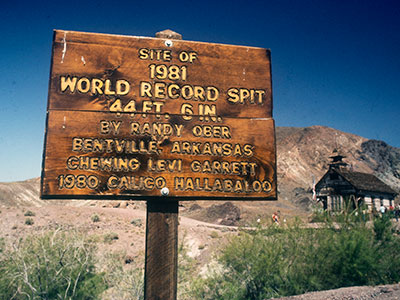 SITE OF
1981
WORLD RECORD SPIT
44 FT. 6 IN.
BY RANDY OBER
BENTVILLE, ARKANSAS
CHEWING LEVI GARRETT
1980 CALICO HALLABALOO